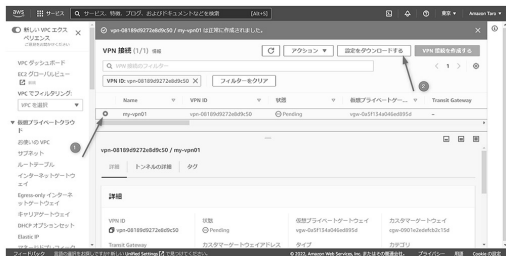 aws
サービス
サービス、特徴、ブログ、およびドキュメントなどを検索
[Alt+S]
東京
Amazon Taro
新しい VPC エクスペリエンス
VPC ダッシュボード
EC2 グローバルビュー
VPC でフィルタリング:
VPC を選択
仮想プライベートクラウド
お使いの VPC
サブネット
ルートテーブル
インターネットゲートウェイ
Egress-only インターネットゲートウェイ
キャリアゲートウェイ
DHCP オプションセット
Elastic IP
vpn-08189d9272e8d9c50 / my-vpn01 は正常に作成されました。
VPN 接続 (1/1) 情報
アクション
設定をダウンロードする
VPN 接続を作成する
VPN 接続のフィルター
1
VPN ID: vpn-08189d9272e8d9c50
フィルターをクリア
2
Name
VPN ID
状態
仮想プライベートゲー...
Transit Gateway
my-vpn01
vpn-08189d9272e8d9c50
Pending
vgw-0a5f154a046ed895d
–
1
vpn-08189d9272e8d9c50 / my-vpn01
詳細
トンネルの詳細
タグ
詳細
VPN ID
状態
仮想プライベートゲートウェイ
カスタマーゲートウェイ
vpn-08189d9272e8d9c50
Pending
vgw-0a5f154a046ed895d
Transit Gateway
カスタマーゲートウェイアドレス
タイプ
カテゴリ
フィードバック
© 2022, Amazon Web Services, Inc. またはその関連会社。
プライバシー
用語
Cookie の設定